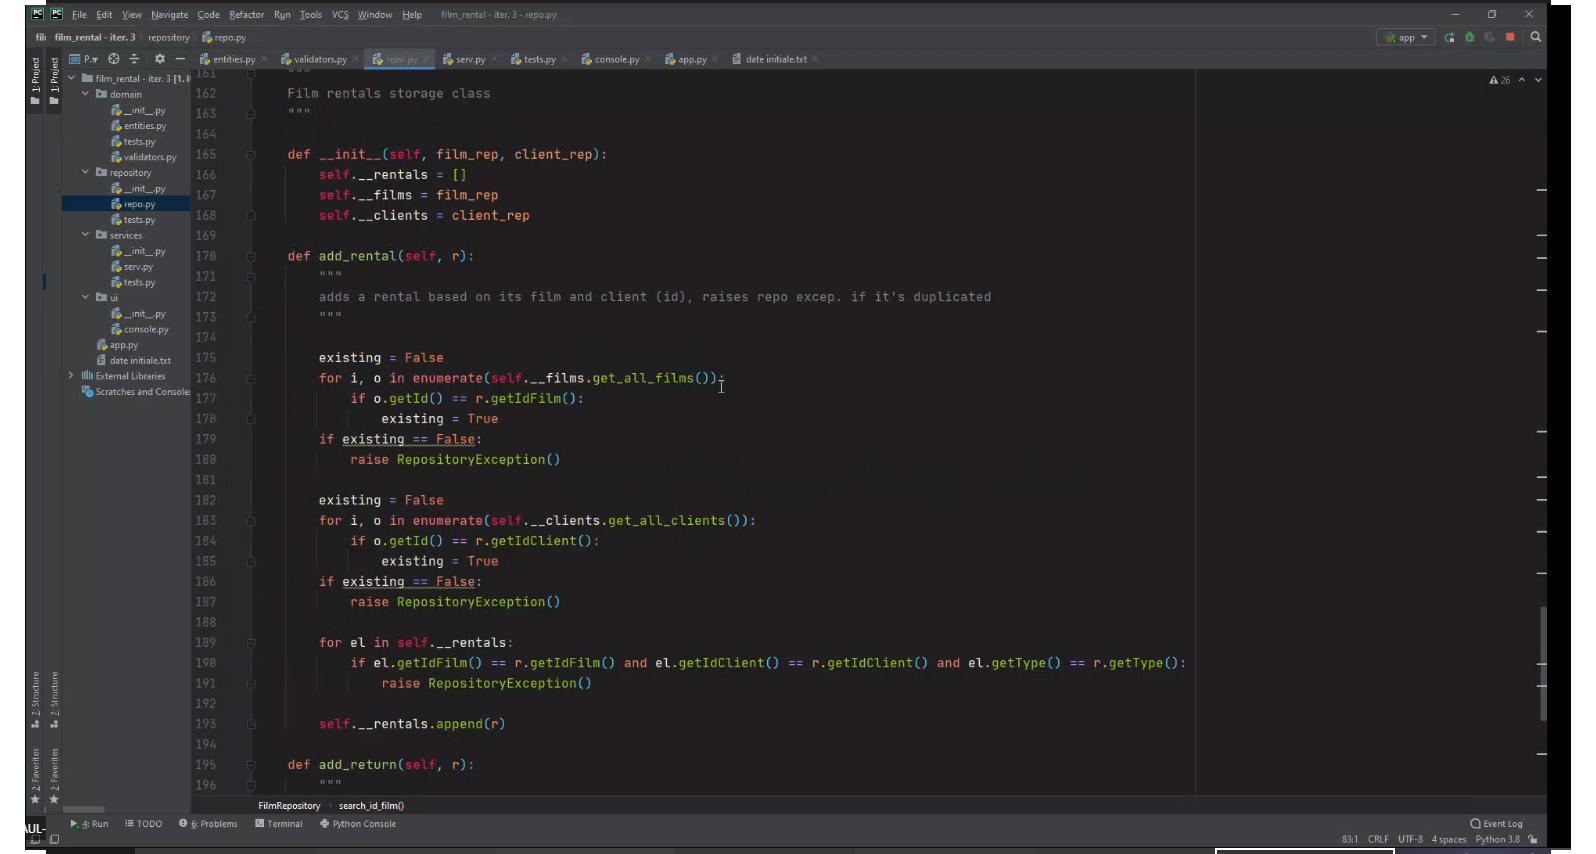 File Edit View Navigate Code Refactor Run Tools VCS Window Help film_rental - iter. 3 - repo.py
film_rental - iter. 3 repository repo.py app
P.. entities.py validators.py repo.py serv.py tests.py console.py app.py date initiale.txt
1: Project
1: Project
film_rental - iter. 3 [1. i
domain
__init__.py
entities.py
tests.py
validators.py
repository
__init__.py
repo.py
tests.py
services
__init__.py
serv.py
tests.py
ui
__init__.py
console.py
app.py
date initiale.txt
External Libraries
Scratches and Console
Z: Structure
Z: Structure
2: Favorites
2: Favorites
26
161 """
162 Film rentals storage class
163 """
164
165 def __init__(self, film_rep, client_rep):
166 self.__rentals = []
167 self.__films = film_rep
168 self.__clients = client_rep
169
170 def add_rental(self, r):
171 """
172 adds a rental based on its film and client (id), raises repo excep. if it's duplicated
173 """
174
175 existing = False
176 for i, o in enumerate(self.__films.get_all_films()):
177 if o.getId() == r.getIdFilm():
178 existing = True
179 if existing == False:
180 raise RepositoryException()
181
182 existing = False
183 for i, o in enumerate(self.__clients.get_all_clients()):
184 if o.getId() == r.getIdClient():
185 existing = True
186 if existing == False:
187 raise RepositoryException()
188
189 for el in self.__rentals:
190 if el.getIdFilm() == r.getIdFilm() and el.getIdClient() == r.getIdClient() and el.getType() == r.getType():
191 raise RepositoryException()
192
193 self.__rentals.append(r)
194
195 def add_return(self, r):
196 """
FilmRepository search_id_film()
AUL-
4: Run TODO 6: Problems Terminal Python Console Event Log
83:1 CRLF UTF-8 4 spaces Python 3.8